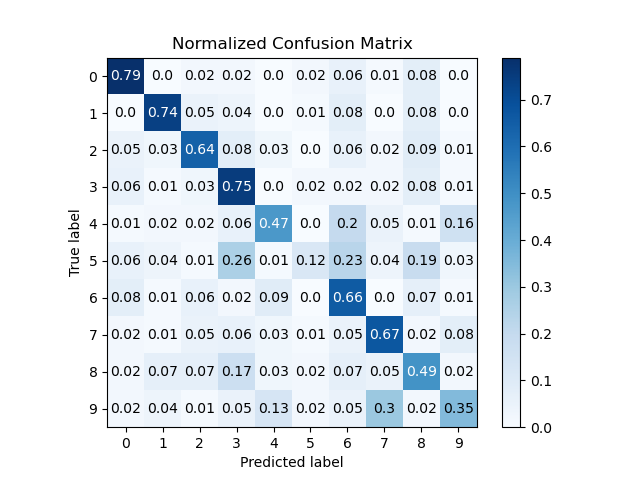 Normalized Confusion Matrix
0 0.79 0.0 0.02 0.02 0.0 0.02 0.06 0.01 0.08 0.0
1 0.0 0.74 0.05 0.04 0.0 0.01 0.08 0.0 0.08 0.0
2 0.05 0.03 0.64 0.08 0.03 0.0 0.06 0.02 0.09 0.01
3 0.06 0.01 0.03 0.75 0.0 0.02 0.02 0.02 0.08 0.01
4 0.01 0.02 0.02 0.06 0.47 0.0 0.2 0.05 0.01 0.16
5 0.06 0.04 0.01 0.26 0.01 0.12 0.23 0.04 0.19 0.03
6 0.08 0.01 0.06 0.02 0.09 0.0 0.66 0.0 0.07 0.01
7 0.02 0.01 0.05 0.06 0.03 0.01 0.05 0.67 0.02 0.08
8 0.02 0.07 0.07 0.17 0.03 0.02 0.07 0.05 0.49 0.02
9 0.02 0.04 0.01 0.05 0.13 0.02 0.05 0.3 0.02 0.35
0 1 2 3 4 5 6 7 8 9
Predicted label
True label
0.7
0.6
0.5
0.4
0.3
0.2
0.1
0.0